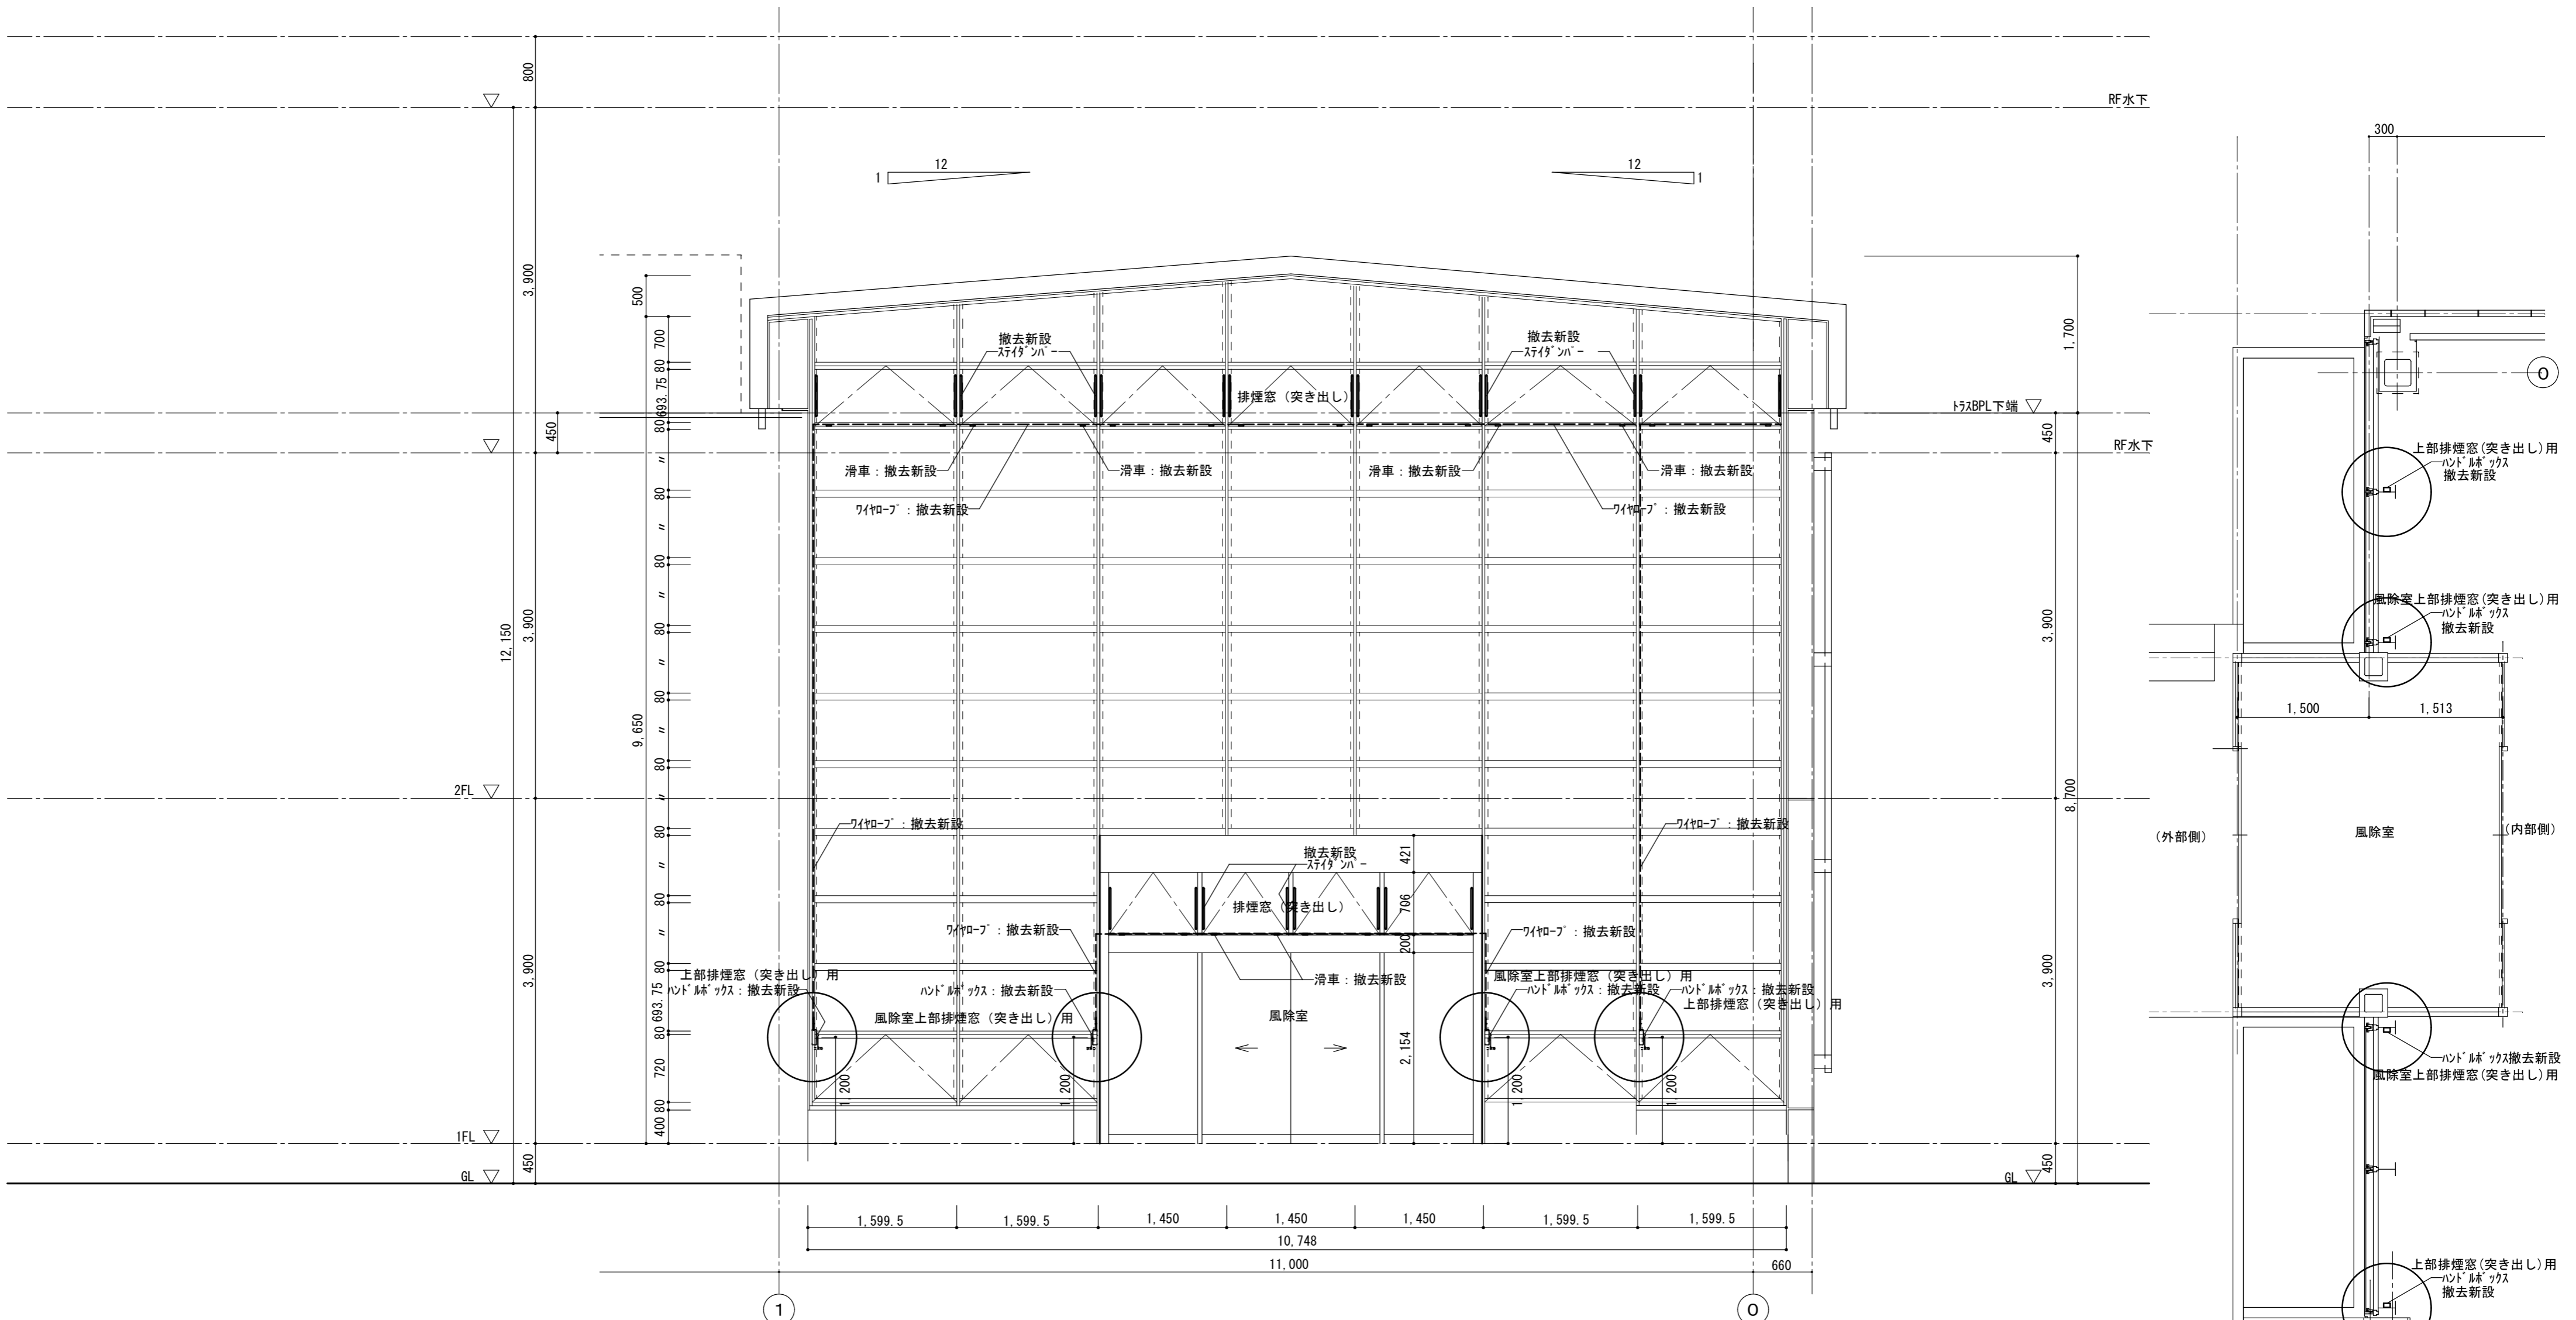 800
RF水下
300
12
1
12
1
3,900
500
700
80
693.75
80
〃
80
〃
80
〃
80
〃
80
〃
80
〃
80
〃
80
〃
80
693.75
80
720
80
400
9,650
12,150
450
3,900
3,900
450
2FL
1FL
GL
撤去新設
ｽﾃｲﾀﾞﾝﾊﾟｰ
撤去新設
ｽﾃｲﾀﾞﾝﾊﾟｰ
排煙窓（突き出し）
滑車：撤去新設
滑車：撤去新設
滑車：撤去新設
滑車：撤去新設
ﾜｲﾔﾛｰﾌﾟ：撤去新設
ﾜｲﾔﾛｰﾌﾟ：撤去新設
ﾄﾗｽBPL下端
RF水下
1,700
450
3,900
8,700
3,900
450
GL
ﾜｲﾔﾛｰﾌﾟ：撤去新設
ﾜｲﾔﾛｰﾌﾟ：撤去新設
撤去新設
ｽﾃｲﾀﾞﾝﾊﾟｰ
排煙窓（突き出し）
421
706
200
2,154
ﾜｲﾔﾛｰﾌﾟ：撤去新設
ﾜｲﾔﾛｰﾌﾟ：撤去新設
滑車：撤去新設
上部排煙窓（突き出し）用
ﾊﾝﾄﾞﾙﾎﾞｯｸｽ：撤去新設
ﾊﾝﾄﾞﾙﾎﾞｯｸｽ：撤去新設
風除室上部排煙窓（突き出し）用
風除室
風除室上部排煙窓（突き出し）用
ﾊﾝﾄﾞﾙﾎﾞｯｸｽ：撤去新設
ﾊﾝﾄﾞﾙﾎﾞｯｸｽ：撤去新設
上部排煙窓（突き出し）用
1,200
1,200
1,200
1,200
1,599.5
1,599.5
1,450
1,450
1,450
1,599.5
1,599.5
10,748
11,000
660
1
0
0
上部排煙窓(突き出し)用
ﾊﾝﾄﾞﾙﾎﾞｯｸｽ
撤去新設
風除室上部排煙窓(突き出し)用
ﾊﾝﾄﾞﾙﾎﾞｯｸｽ
撤去新設
1,500
1,513
(外部側)
風除室
(内部側)
ﾊﾝﾄﾞﾙﾎﾞｯｸｽ撤去新設
風除室上部排煙窓(突き出し)用
上部排煙窓(突き出し)用
ﾊﾝﾄﾞﾙﾎﾞｯｸｽ
撤去新設